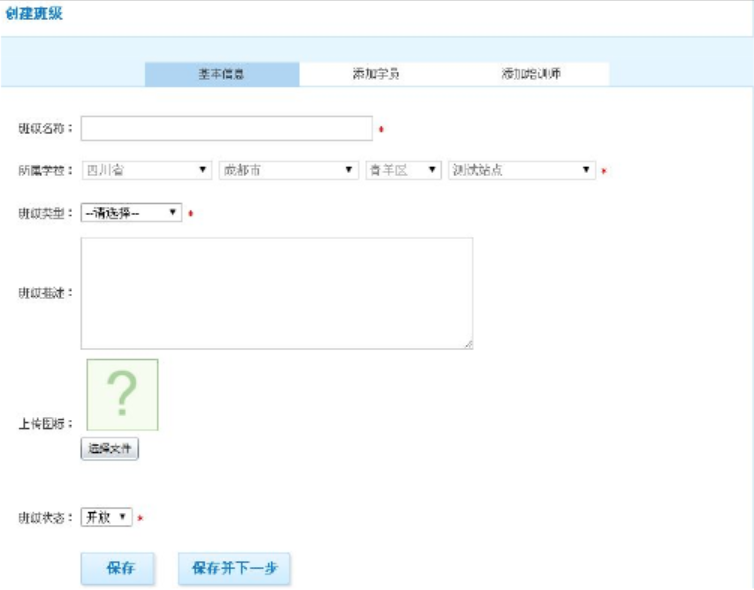 创建班级
基本信息 添加学员 添加培训师
班级名称： *
所属学校： 四川省 成都市 青羊区 测试站点 *
班级类型： --请选择-- *
班级描述：
?
上传图标：
选择文件
班级状态： 开放 *
保存 保存并下一步